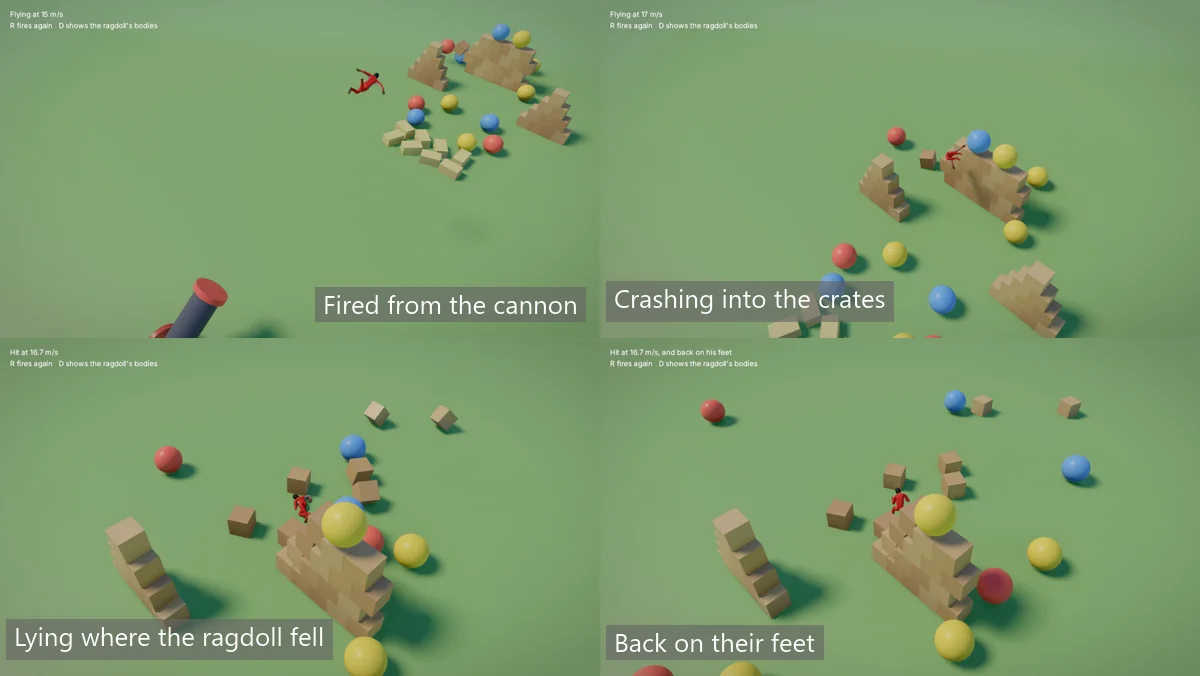 Flying at 15 m/s
R fires again   D shows the ragdoll's bodies
Fired from the cannon
Flying at 17 m/s
R fires again   D shows the ragdoll's bodies
Crashing into the crates
Hit at 16.7 m/s
R fires again   D shows the ragdoll's bodies
Lying where the ragdoll fell
Hit at 16.7 m/s, and back on his feet
R fires again   D shows the ragdoll's bodies
Back on their feet